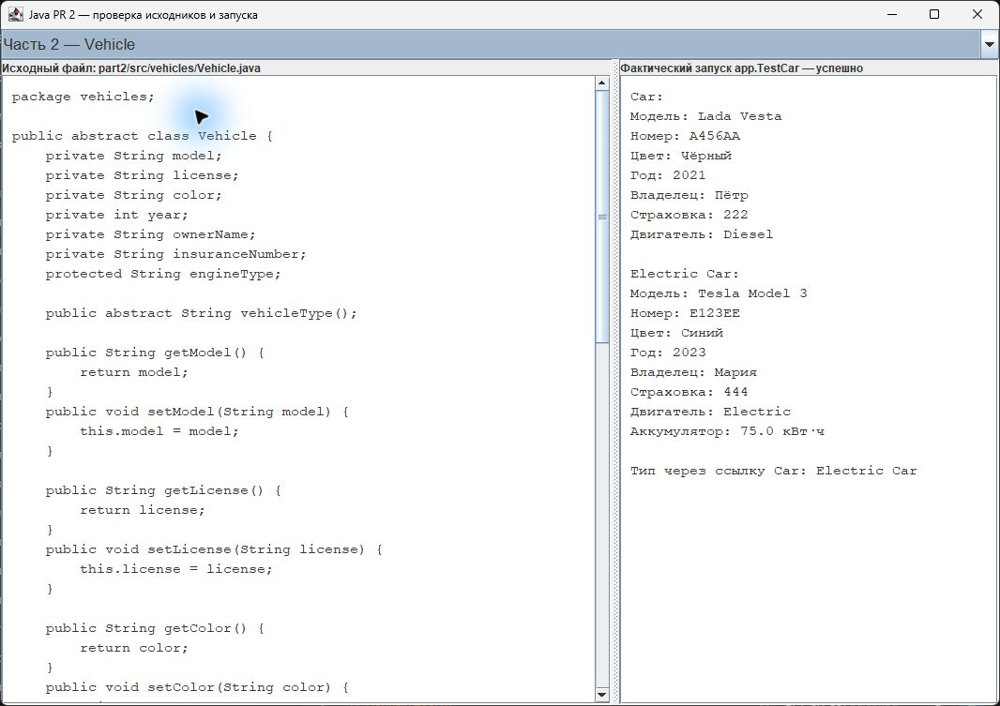 Java PR 2 — проверка исходников и запуска
Часть 2 — Vehicle
Исходный файл: part2/src/vehicles/Vehicle.java
package vehicles;
public abstract class Vehicle {
    private String model;
    private String license;
    private String color;
    private int year;
    private String ownerName;
    private String insuranceNumber;
    protected String engineType;
    public abstract String vehicleType();
    public String getModel() {
        return model;
    }
    public void setModel(String model) {
        this.model = model;
    }
    public String getLicense() {
        return license;
    }
    public void setLicense(String license) {
        this.license = license;
    }
    public String getColor() {
        return color;
    }
    public void setColor(String color) {
Фактический запуск app.TestCar — успешно
Car:
Модель: Lada Vesta
Номер: A456AA
Цвет: Чёрный
Год: 2021
Владелец: Пётр
Страховка: 222
Двигатель: Diesel
Electric Car:
Модель: Tesla Model 3
Номер: E123EE
Цвет: Синий
Год: 2023
Владелец: Мария
Страховка: 444
Двигатель: Electric
Аккумулятор: 75.0 кВт·ч
Тип через ссылку Car: Electric Car